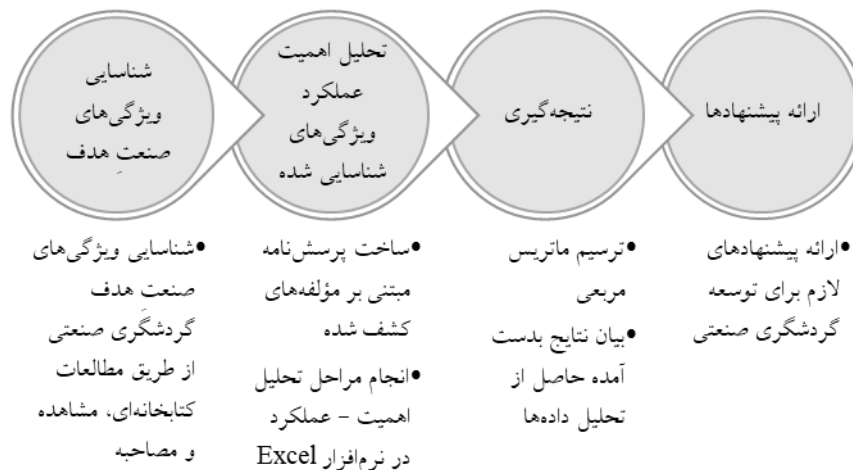 شناسایی
ویژگی‌های
صنعتِ هدف
تحلیل اهمیت
عملکرد
ویژگی‌های
شناسایی شده
نتیجه‌گیری
ارائه پیشنهادها
•شناسایی ویژگی‌های
صنعتِ هدف
گردشگری صنعتی
از طریق مطالعات
کتابخانه‌ای، مشاهده
و مصاحبه
•ساخت پرسش‌نامه
مبتنی بر مؤلفه‌های
کشف شده
•انجام مراحل تحلیل
اهمیت - عملکرد
در نرم‌افزار Excel
•ترسیم ماتریس
مربعی
•بیان نتایج بدست
آمده حاصل از
تحلیل داده‌ها
•ارائه پیشنهادهای
لازم برای توسعه
گردشگری صنعتی